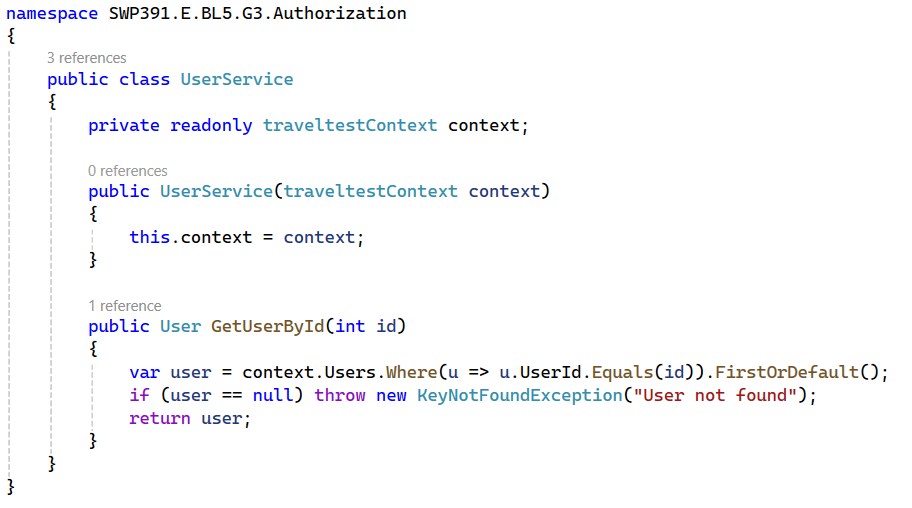 namespace SWP391.E.BL5.G3.Authorization
{
3 references
public class UserService
{
private readonly traveltestContext context;
0 references
public UserService(traveltestContext context)
{
this.context = context;
}
1 reference
public User GetUserById(int id)
{
var user = context.Users.Where(u => u.UserId.Equals(id)).FirstOrDefault();
if (user == null) throw new KeyNotFoundException("User not found");
return user;
}
}
}